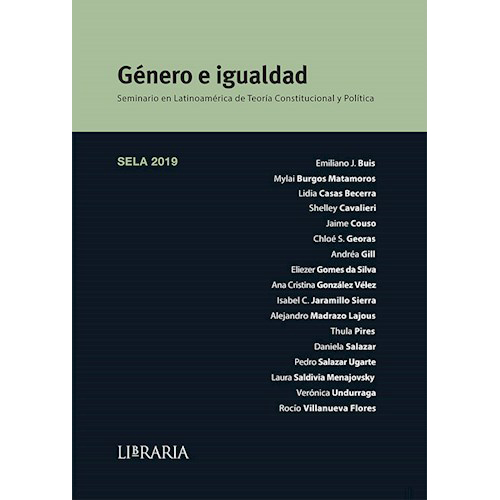 Género e igualdad
Seminario en Latinoamérica de Teoría Constitucional y Política
SELA 2019
Emiliano J. Buis
Mylai Burgos Matamoros
Lidia Casas Becerra
Shelley Cavalieri
Jaime Couso
Chloé S. Georas
Andréa Gill
Eliezer Gomes da Silva
Ana Cristina González Vélez
Isabel C. Jaramillo Sierra
Alejandro Madrazo Lajous
Thula Pires
Daniela Salazar
Pedro Salazar Ugarte
Laura Saldivia Menajovsky
Verónica Undurraga
Rocío Villanueva Flores
LIBRARIA